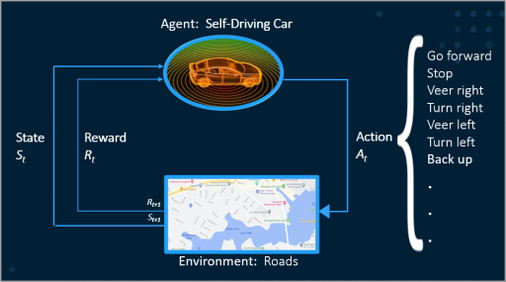 Agent: Self-Driving Car
State
Sₜ
Reward
Rₜ
Action
Aₜ
Go forward
Stop
Veer right
Turn right
Veer left
Turn left
Back up
.
.
.
Rₜ₊₁
Sₜ₊₁
Environment: Roads